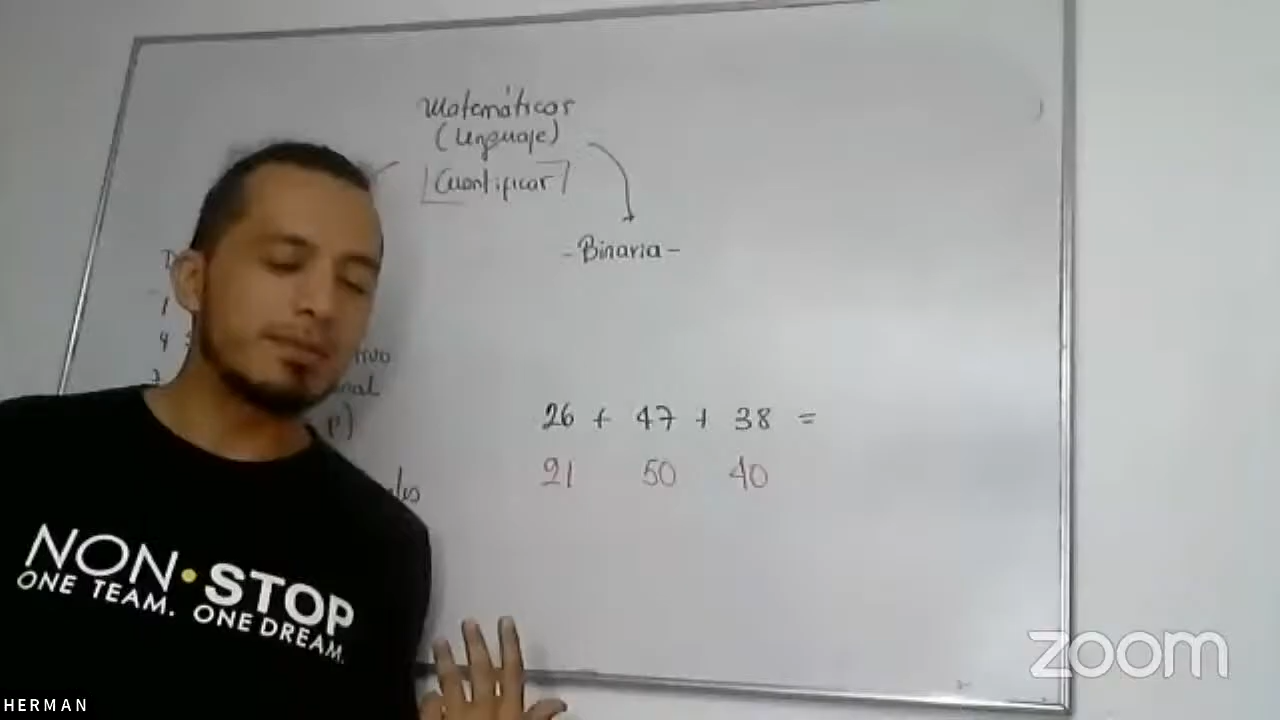 Matemáticas
(Lenguaje)
Cuantificar
- Binaria -
26 + 47 + 38 =
21 50 40
NON·STOP
ONE TEAM. ONE DREAM.
zoom
HERMAN